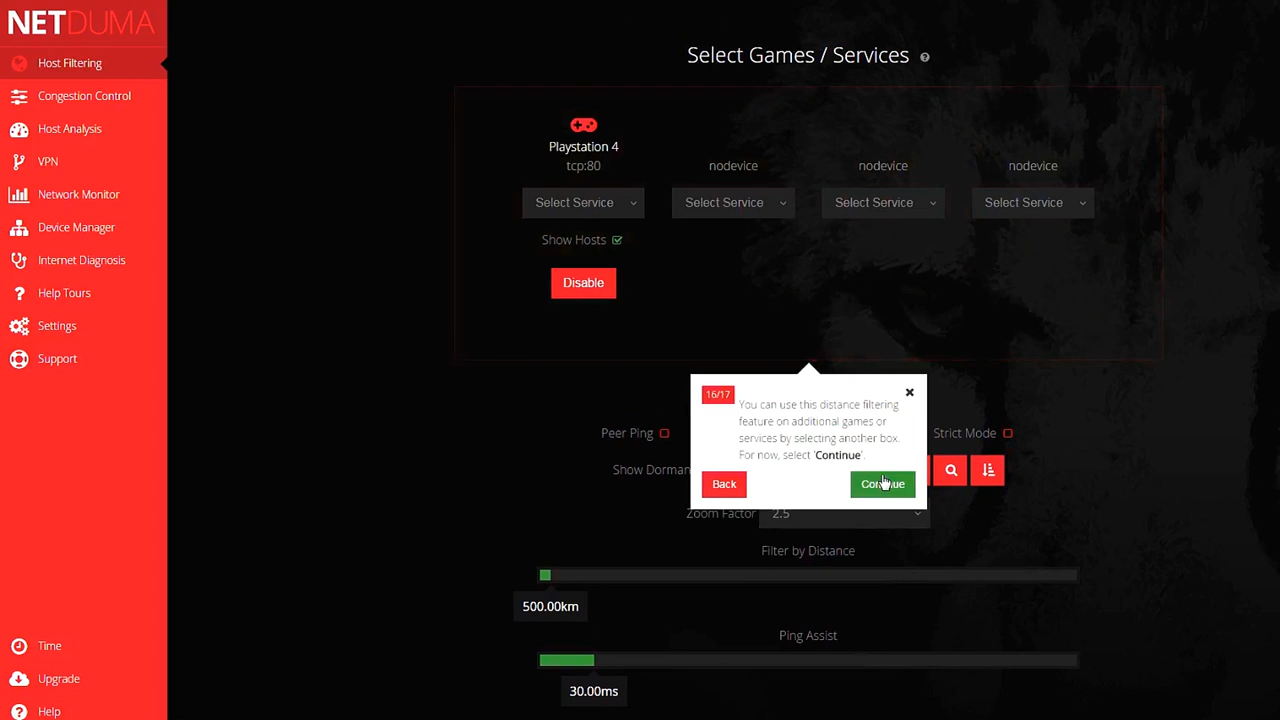 NETDUMA
Host Filtering
Congestion Control
Host Analysis
VPN
Network Monitor
Device Manager
Internet Diagnosis
? Help Tours
Settings
Support
Time
Upgrade
Help
Select Games / Services ?
Playstation 4
tcp:80 nodevice nodevice nodevice
Select Service Select Service Select Service Select Service
Show Hosts
Disable
16/17
You can use this distance filtering
feature on additional games or
services by selecting another box.
For now, select 'Continue'.
Back Continue
Peer Ping Strict Mode
Show Dorman
Zoom Factor 2.5
Filter by Distance
500.00km
Ping Assist
30.00ms